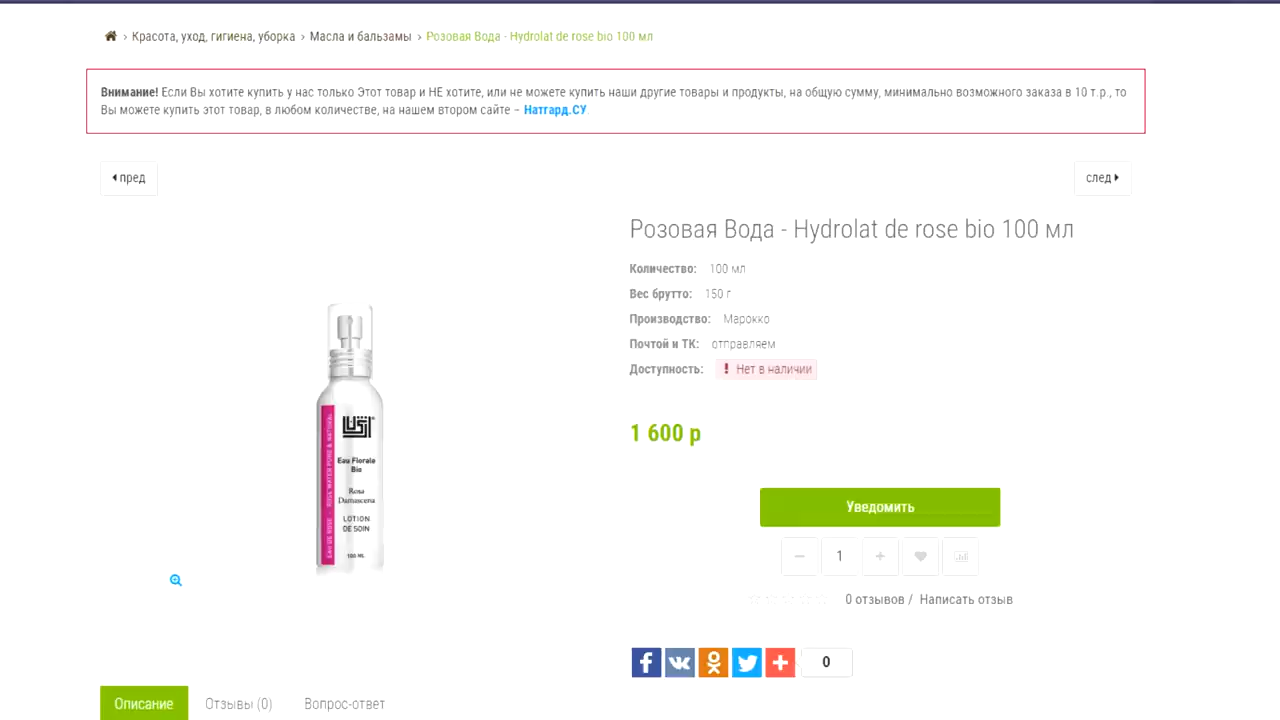 Красота, уход, гигиена, уборка › Масла и бальзамы › Розовая Вода - Hydrolat de rose bio 100 мл
Внимание! Если Вы хотите купить у нас только Этот товар и НЕ хотите, или не можете купить наши другие товары и продукты, на общую сумму, минимально возможного заказа в 10 т.р., то
Вы можете купить этот товар, в любом количестве, на нашем втором сайте – Натгард.СУ
пред
след
Розовая Вода - Hydrolat de rose bio 100 мл
Количество: 100 мл
Вес брутто: 150 г
Производство: Марокко
Почтой и ТК: отправляем
Доступность: Нет в наличии
1 600 р
Уведомить
1
0 отзывов / Написать отзыв
0
Eau Florale
Bio
Rosa
Damascena
LOTION
DE SOIN
100 ML
Описание
Отзывы (0)
Вопрос-ответ